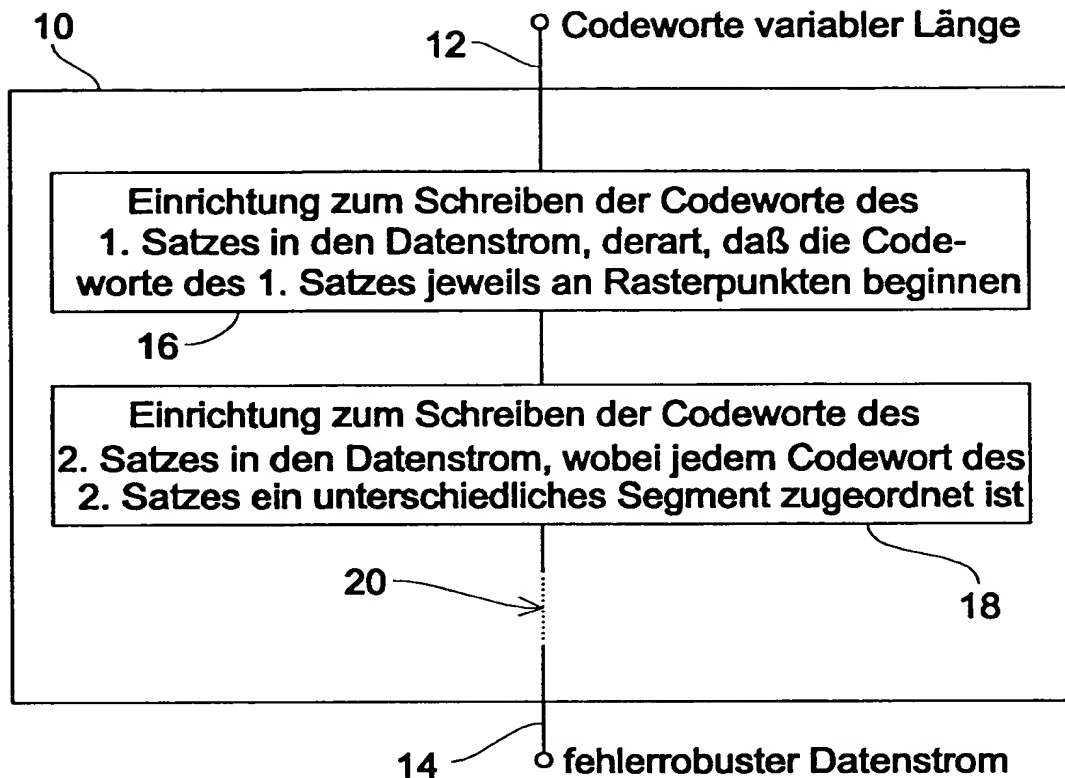 10
12
Codeworte variabler Länge
Einrichtung zum Schreiben der Codeworte des
1. Satzes in den Datenstrom, derart, daß die Code-
worte des 1. Satzes jeweils an Rasterpunkten beginnen
16
Einrichtung zum Schreiben der Codeworte des
2. Satzes in den Datenstrom, wobei jedem Codewort des
2. Satzes ein unterschiedliches Segment zugeordnet ist
20
18
14
fehlerrobuster Datenstrom